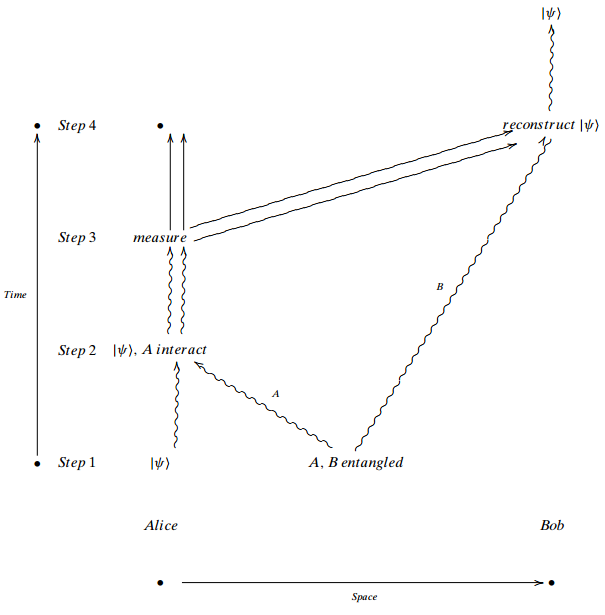 |ψ⟩
Step 4
reconstruct |ψ⟩
Step 3
measure
Time
B
Step 2
|ψ⟩, A interact
A
Step 1
|ψ⟩
A, B entangled
Alice
Bob
Space